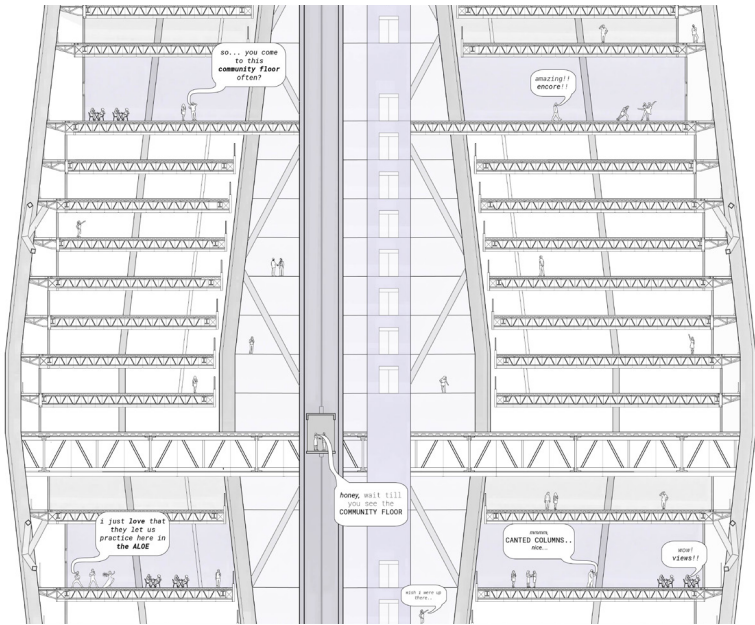 so... you come
to this
community floor
often?
amazing!!
encore!!
honey, wait till
you see the
COMMUNITY FLOOR
i just love that
they let us
practice here in
the ALOE
mmmmm
CANTED COLUMNS..
nice...
wow!
views!!
wish i were up
there..